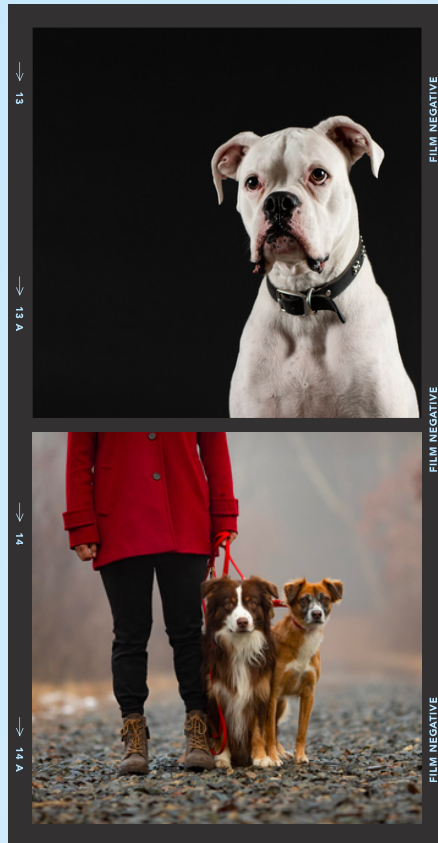 → 13
→ 13 A
→ 14
→ 14 A
FILM NEGATIVE
FILM NEGATIVE
FILM NEGATIVE